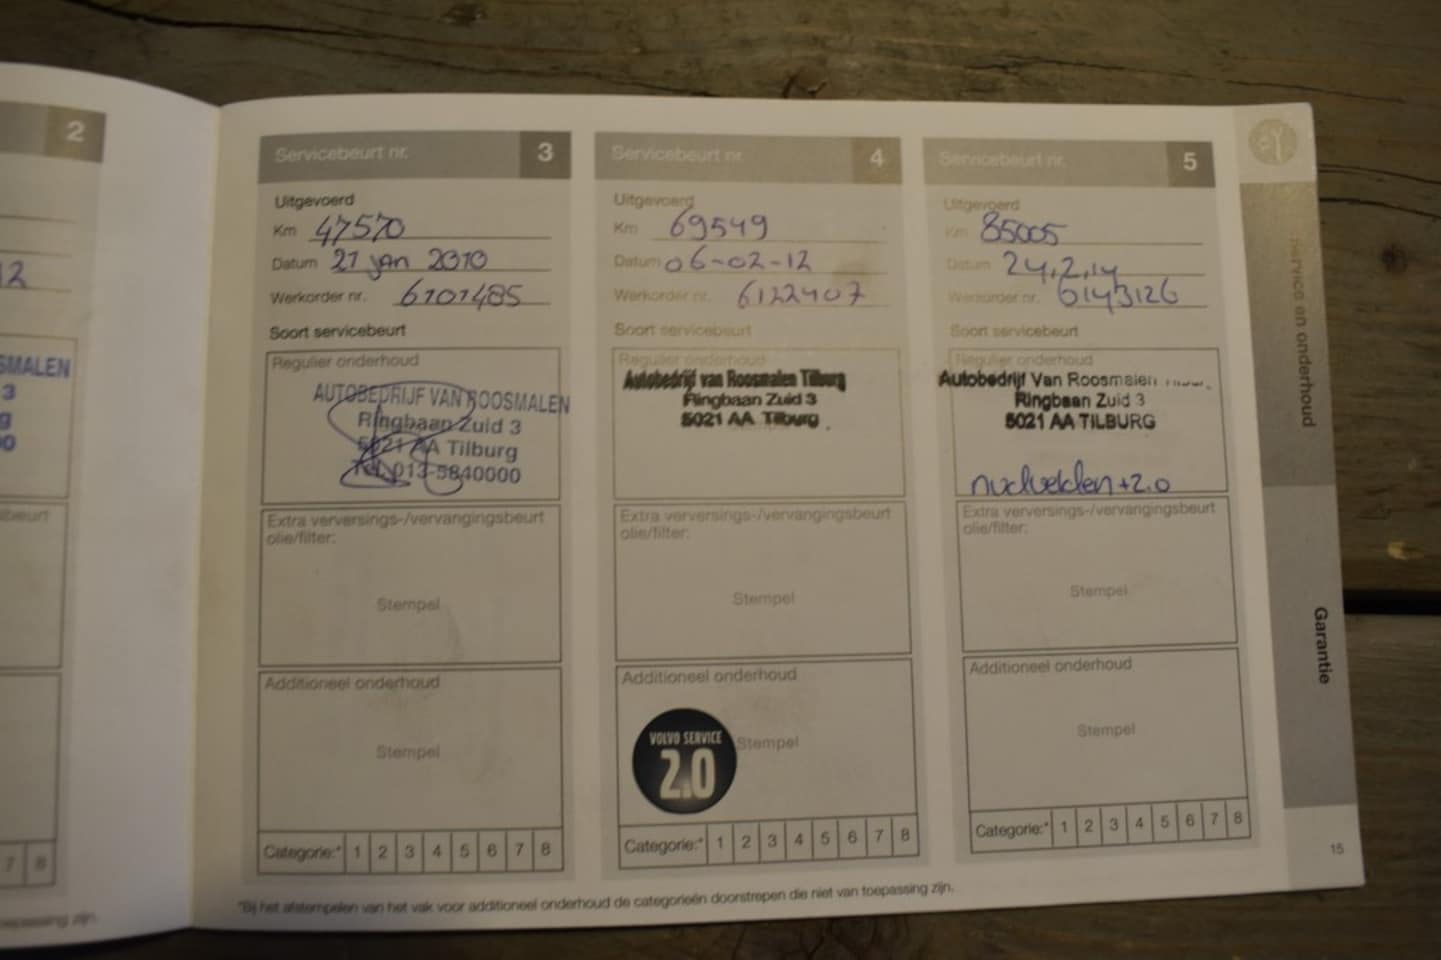 2
12
SMALEN
3
g
00
beurt
7 8
Servicebeurt nr. 3
Uitgevoerd
Km 47570
Datum 21 jan 2010
Werkorder nr. 6101485
Soort servicebeurt
Regulier onderhoud
AUTOBEDRIJF VAN ROOSMALEN
Ringbaan Zuid 3
5021 AA Tilburg
Tel. 013-5840000
Extra verversings-/vervangingsbeurt
olie/filter:
Stempel
Additioneel onderhoud
Stempel
Categorie:* 1 2 3 4 5 6 7 8
Servicebeurt nr. 4
Uitgevoerd
Km 69549
Datum 06-02-12
Werkorder nr. 6122407
Soort servicebeurt
Regulier onderhoud
Autobedrijf van Roosmalen Tilburg
Ringbaan Zuid 3
5021 AA Tilburg
Extra verversings-/vervangingsbeurt
olie/filter:
Stempel
Additioneel onderhoud
VOLVO SERVICE
2.0
Stempel
Categorie:* 1 2 3 4 5 6 7 8
Servicebeurt nr. 5
Uitgevoerd
Km 85005
Datum 24.2.14
Werkorder nr. 6143126
Soort servicebeurt
Regulier onderhoud
Autobedrijf Van Roosmalen
Ringbaan Zuid 3
5021 AA TILBURG
+2.0
Extra verversings-/vervangingsbeurt
olie/filter:
Stempel
Additioneel onderhoud
Stempel
Categorie:* 1 2 3 4 5 6 7 8
Service en onderhoud
Garantie
15
*Bij het afstempelen van het vak voor additioneel onderhoud de categorieën doorstrepen die niet van toepassing zijn.